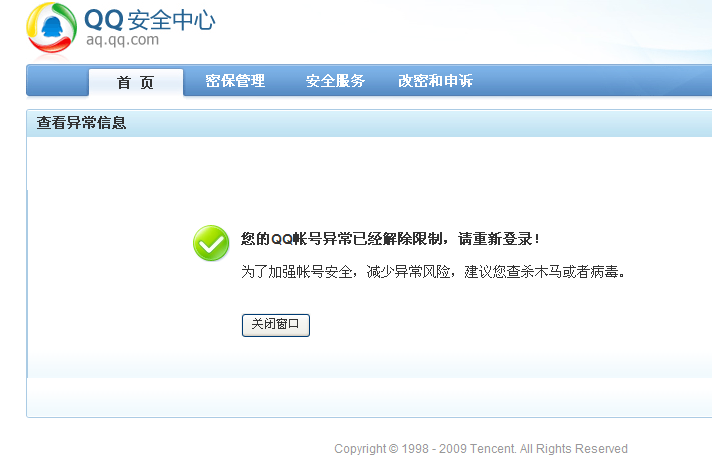 QQ安全中心
aq.qq.com
首 页 密保管理 安全服务 改密和申诉
查看异常信息
您的QQ帐号异常已经解除限制，请重新登录！
为了加强帐号安全，减少异常风险，建议您查杀木马或者病毒。
关闭窗口
Copyright © 1998 - 2009 Tencent. All Rights Reserved